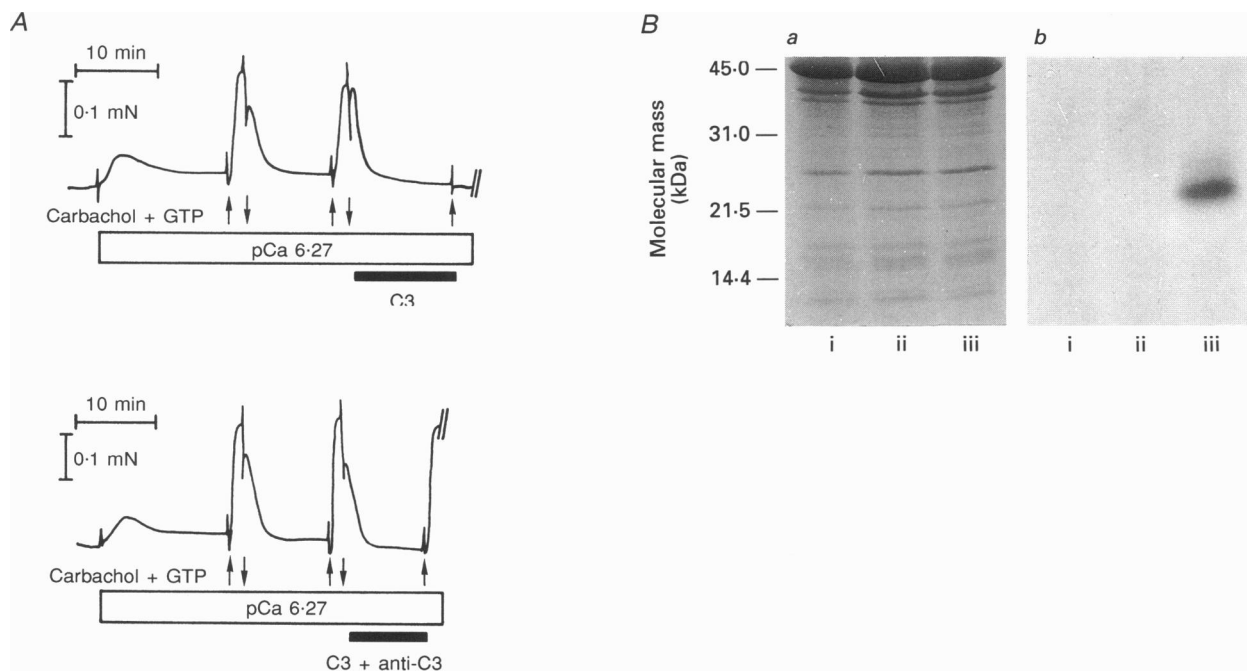 A
10 min
0·1 mN
Carbachol + GTP
pCa 6·27
C3
10 min
0·1 mN
Carbachol + GTP
pCa 6·27
C3 + anti-C3
B
a
b
Molecular mass
(kDa)
45·0
31·0
21·5
14·4
i
ii
iii
i
ii
iii